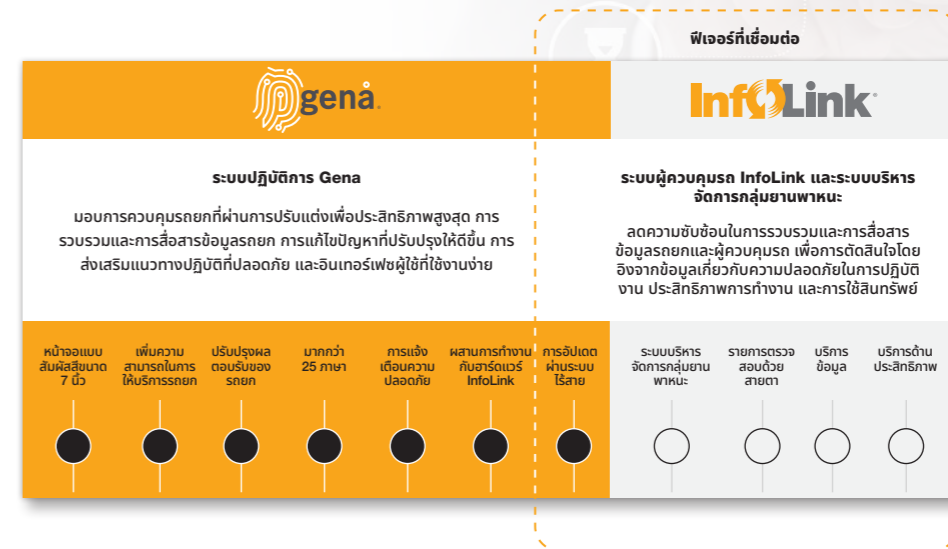 ฟีเจอร์ที่เชื่อมต่อ
gena
InfoLink
ระบบปฏิบัติการ Gena
มอบการควบคุมรถยกที่ผ่านการปรับแต่งเพื่อประสิทธิภาพสูงสุด การ
รวบรวมและการสื่อสารข้อมูลรถยก การแก้ไขปัญหาที่ปรับปรุงให้ดีขึ้น การ
ส่งเสริมแนวทางปฏิบัติที่ปลอดภัย และอินเทอร์เฟซผู้ใช้ที่ใช้งานง่าย
ระบบผู้ควบคุมรถ InfoLink และระบบบริหาร
จัดการกลุ่มยานพาหนะ
ลดความซับซ้อนในการรวบรวมและการสื่อสาร
ข้อมูลรถยกและผู้ควบคุมรถ เพื่อการตัดสินใจโดย
อิงจากข้อมูลเกี่ยวกับความปลอดภัยในการปฏิบัติ
งาน ประสิทธิภาพการทำงาน และการใช้สินทรัพย์
หน้าจอแบบ
สัมผัสสีขนาด
7 นิ้ว
เพิ่มความ
สามารถในการ
ให้บริการรถยก
ปรับปรุงผล
ตอบรับของ
รถยก
มากกว่า
25 ภาษา
การแจ้ง
เตือนความ
ปลอดภัย
ผสานการทำงาน
กับฮาร์ดแวร์
InfoLink
การอัปเดต
ผ่านระบบ
ไร้สาย
ระบบบริหาร
จัดการกลุ่มยาน
พาหนะ
รายการตรวจ
สอบด้วย
สายตา
บริการ
ข้อมูล
บริการด้าน
ประสิทธิภาพ